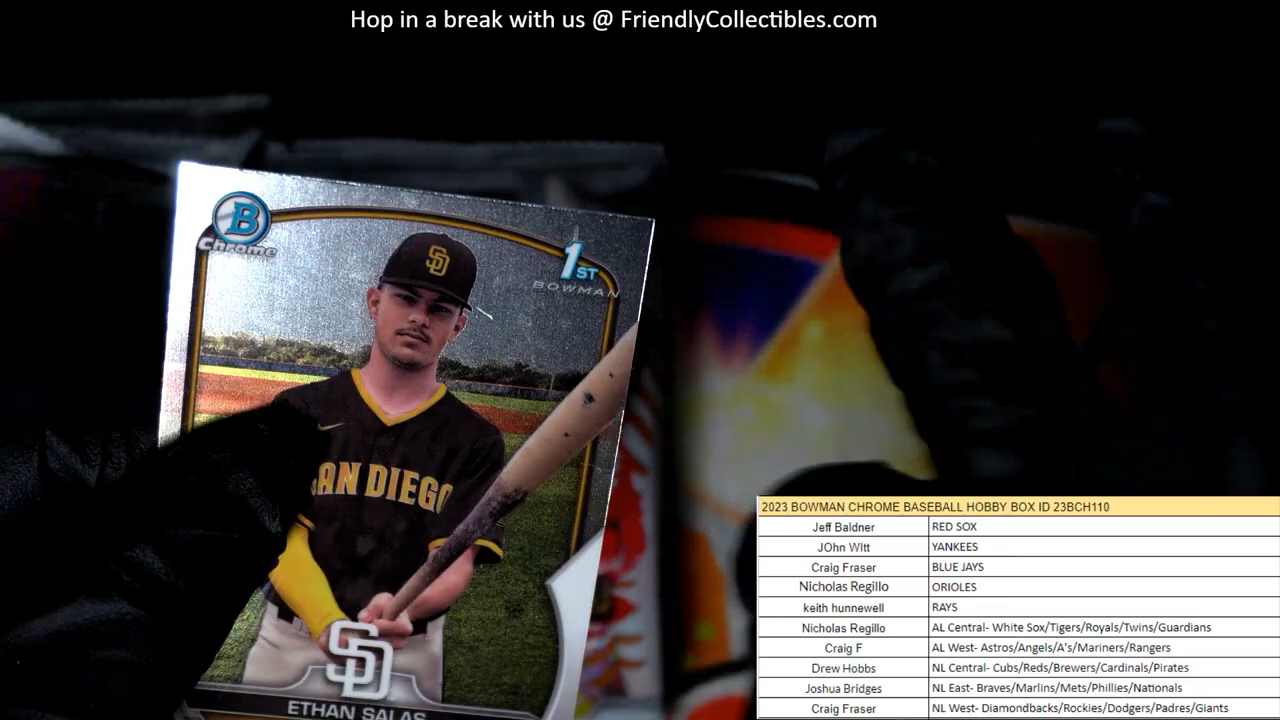 Hop in a break with us @ FriendlyCollectibles.com
B
Chrome
1ST
BOWMAN
SD
SAN DIEGO
SD
ETHAN SALAS
2023 BOWMAN CHROME BASEBALL HOBBY BOX ID 23BCH110
Jeff Baldner RED SOX
JOhn WItt YANKEES
Craig Fraser BLUE JAYS
Nicholas Regillo ORIOLES
keith hunnewell RAYS
Nicholas Regillo AL Central- White Sox/Tigers/Royals/Twins/Guardians
Craig F AL West- Astros/Angels/A's/Mariners/Rangers
Drew Hobbs NL Central- Cubs/Reds/Brewers/Cardinals/Pirates
Joshua Bridges NL East- Braves/Marlins/Mets/Phillies/Nationals
Craig Fraser NL West- Diamondbacks/Rockies/Dodgers/Padres/Giants